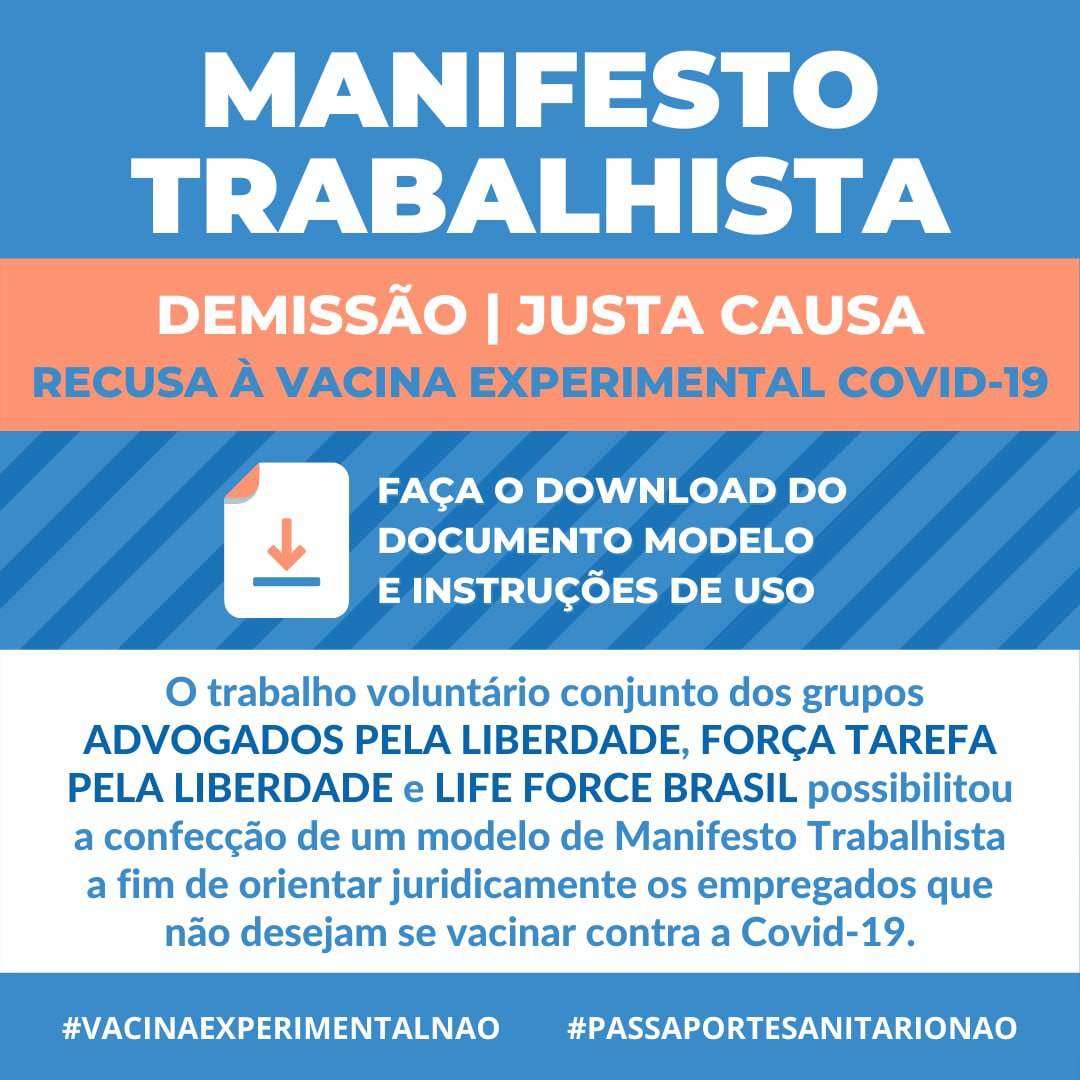 MANIFESTO
TRABALHISTA
DEMISSÃO | JUSTA CAUSA
RECUSA À VACINA EXPERIMENTAL COVID-19
FAÇA O DOWNLOAD DO
DOCUMENTO MODELO
E INSTRUÇÕES DE USO
O trabalho voluntário conjunto dos grupos
ADVOGADOS PELA LIBERDADE, FORÇA TAREFA
PELA LIBERDADE e LIFE FORCE BRASIL possibilitou
a confecção de um modelo de Manifesto Trabalhista
a fim de orientar juridicamente os empregados que
não desejam se vacinar contra a Covid-19.
#VACINAEXPERIMENTALNAO #PASSAPORTESANITARIONAO